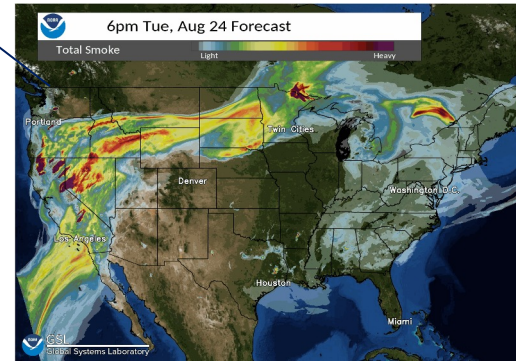 NOAA
6pm Tue, Aug 24 Forecast
Total Smoke
Light
Heavy
Portland
Twin Cities
Denver
Washington D.C.
Los Angeles
Houston
Miami
NOAA
GSL
Global Systems Laboratory